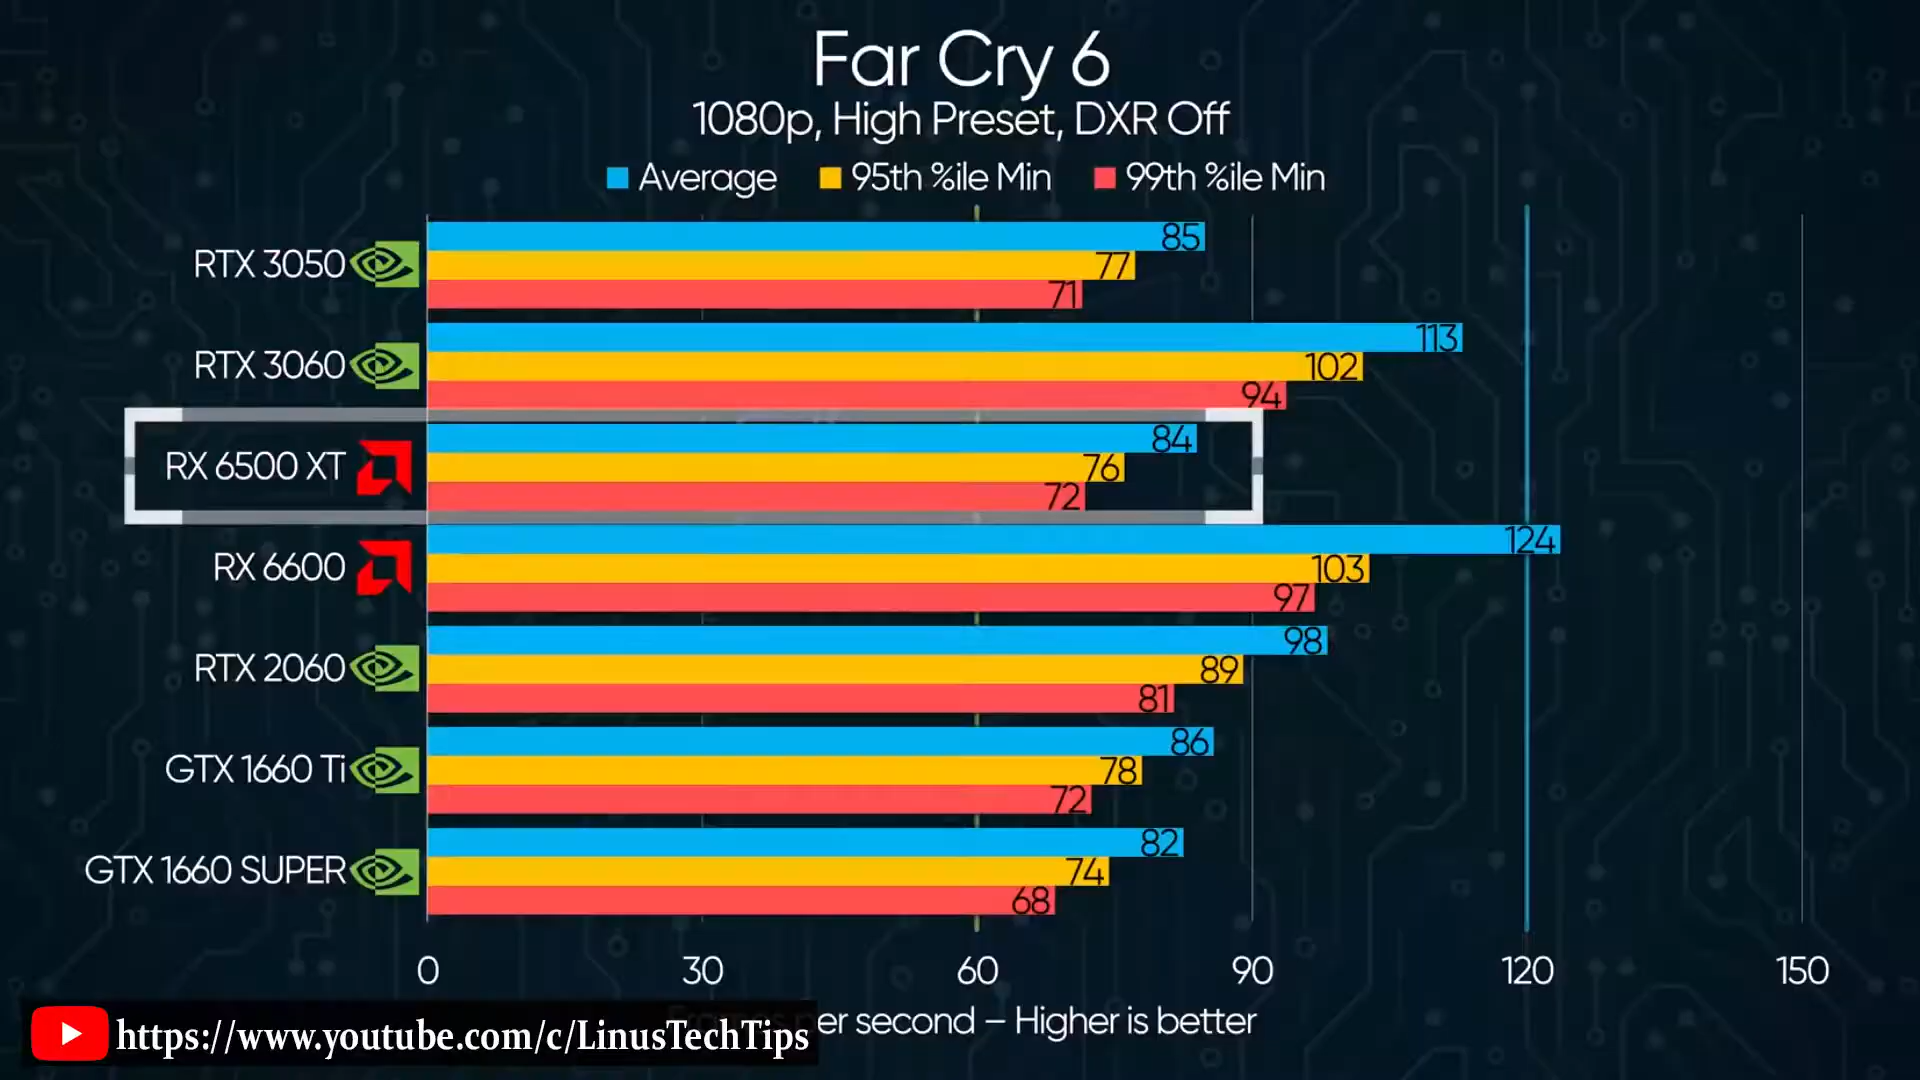 Far Cry 6
1080p, High Preset, DXR Off
Average 95th %ile Min 99th %ile Min
RTX 3050
85
77
71
RTX 3060
113
102
94
RX 6500 XT
84
76
72
RX 6600
124
103
97
RTX 2060
98
89
81
GTX 1660 Ti
86
78
72
GTX 1660 SUPER
82
74
68
0 30 60 90 120 150
er second – Higher is better
https://www.youtube.com/c/LinusTechTips